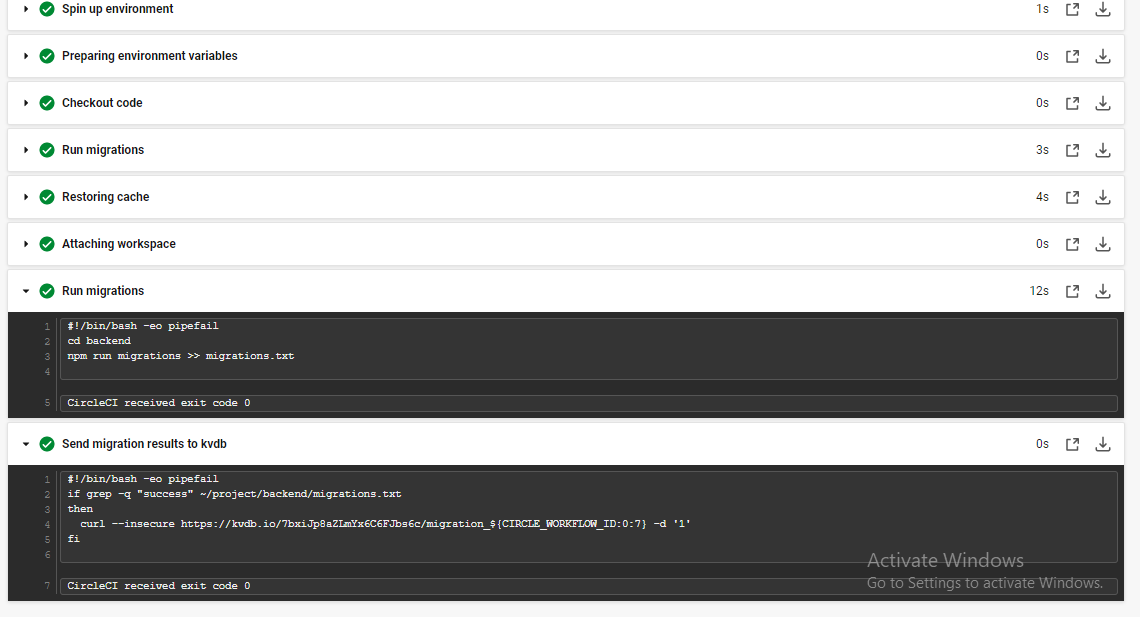 Spin up environment 1s
Preparing environment variables 0s
Checkout code 0s
Run migrations 3s
Restoring cache 4s
Attaching workspace 0s
Run migrations 12s
1 #!/bin/bash -eo pipefail
2 cd backend
3 npm run migrations >> migrations.txt
4
5 CircleCI received exit code 0
Send migration results to kvdb 0s
1 #!/bin/bash -eo pipefail
2 if grep -q "success" ~/project/backend/migrations.txt
3 then
4 curl --insecure https://kvdb.io/7bxiJp8aZLmYx6C6FJbs6c/migration_${CIRCLE_WORKFLOW_ID:0:7} -d '1'
5 fi
6
Activate Windows
Go to Settings to activate Windows.
7 CircleCI received exit code 0